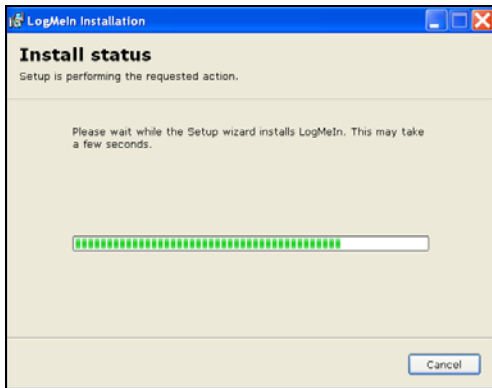 LogMeIn Installation
Install status
Setup is performing the requested action.
Please wait while the Setup wizard installs LogMeIn. This may take
a few seconds.
Cancel